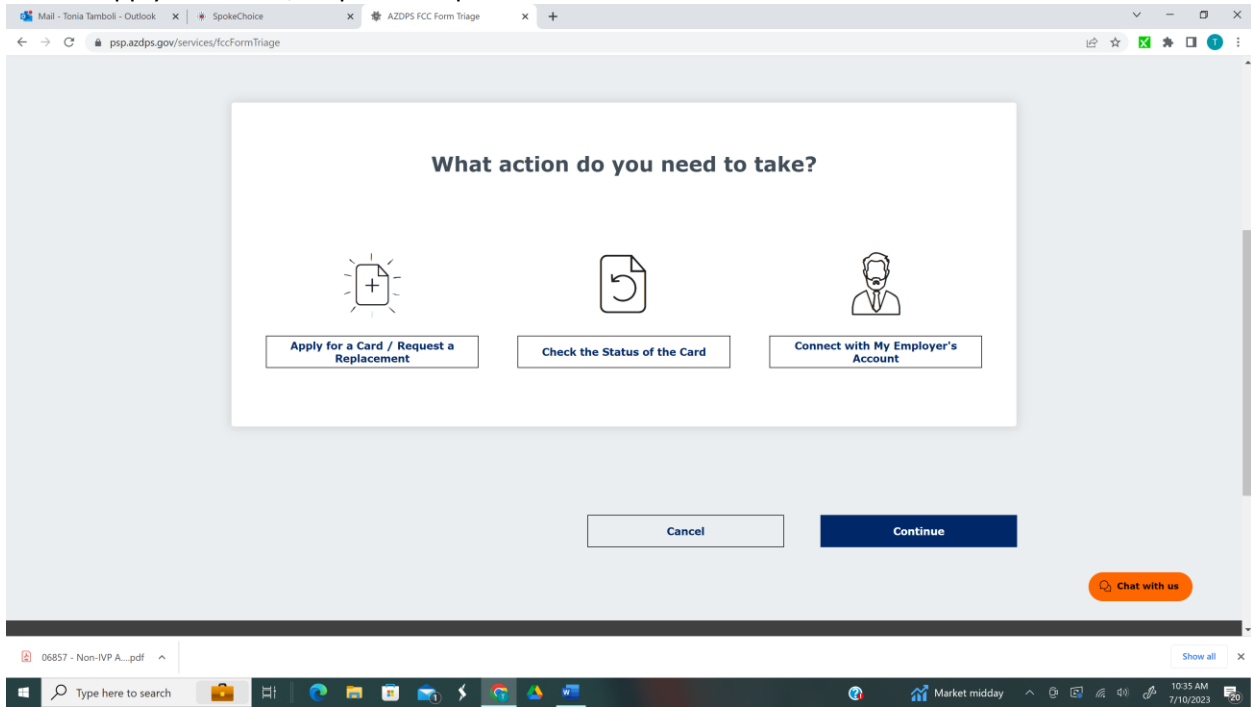 Mail - Tonia Tamboli - Outlook
SpokeChoice
AZDPS FCC Form Triage
psp.azdps.gov/services/fccFormTriage
T
What action do you need to take?
Apply for a Card / Request a
Replacement
Check the Status of the Card
Connect with My Employer's
Account
Cancel
Continue
Chat with us
06857 - Non-IVP A....pdf
Show all
Type here to search
Market midday
10:35 AM
7/10/2023
20